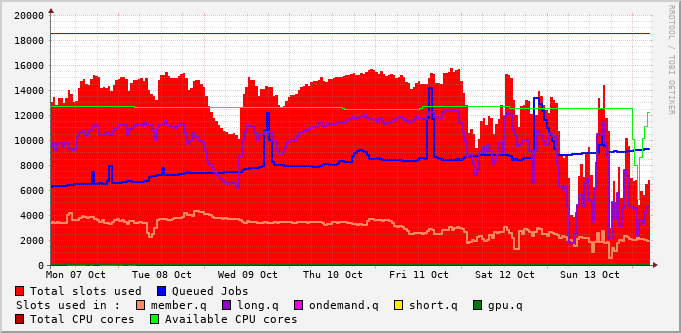 20000
18000
16000
14000
12000
10000
8000
6000
4000
2000
0
Mon 07 Oct Tue 08 Oct Wed 09 Oct Thu 10 Oct Fri 11 Oct Sat 12 Oct Sun 13 Oct
Total slots used Queued Jobs
Slots used in : member.q long.q ondemand.q short.q gpu.q
Total CPU cores Available CPU cores
RRDTOOL / TOBI OETIKER